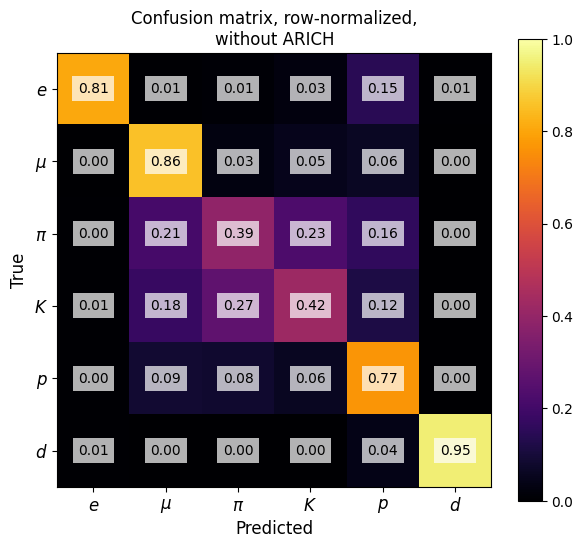 Confusion matrix, row-normalized,
without ARICH
True
e 0.81 0.01 0.01 0.03 0.15 0.01
μ 0.00 0.86 0.03 0.05 0.06 0.00
π 0.00 0.21 0.39 0.23 0.16 0.00
K 0.01 0.18 0.27 0.42 0.12 0.00
p 0.00 0.09 0.08 0.06 0.77 0.00
d 0.01 0.00 0.00 0.00 0.04 0.95
e μ π K p d
Predicted
1.0
0.8
0.6
0.4
0.2
0.0